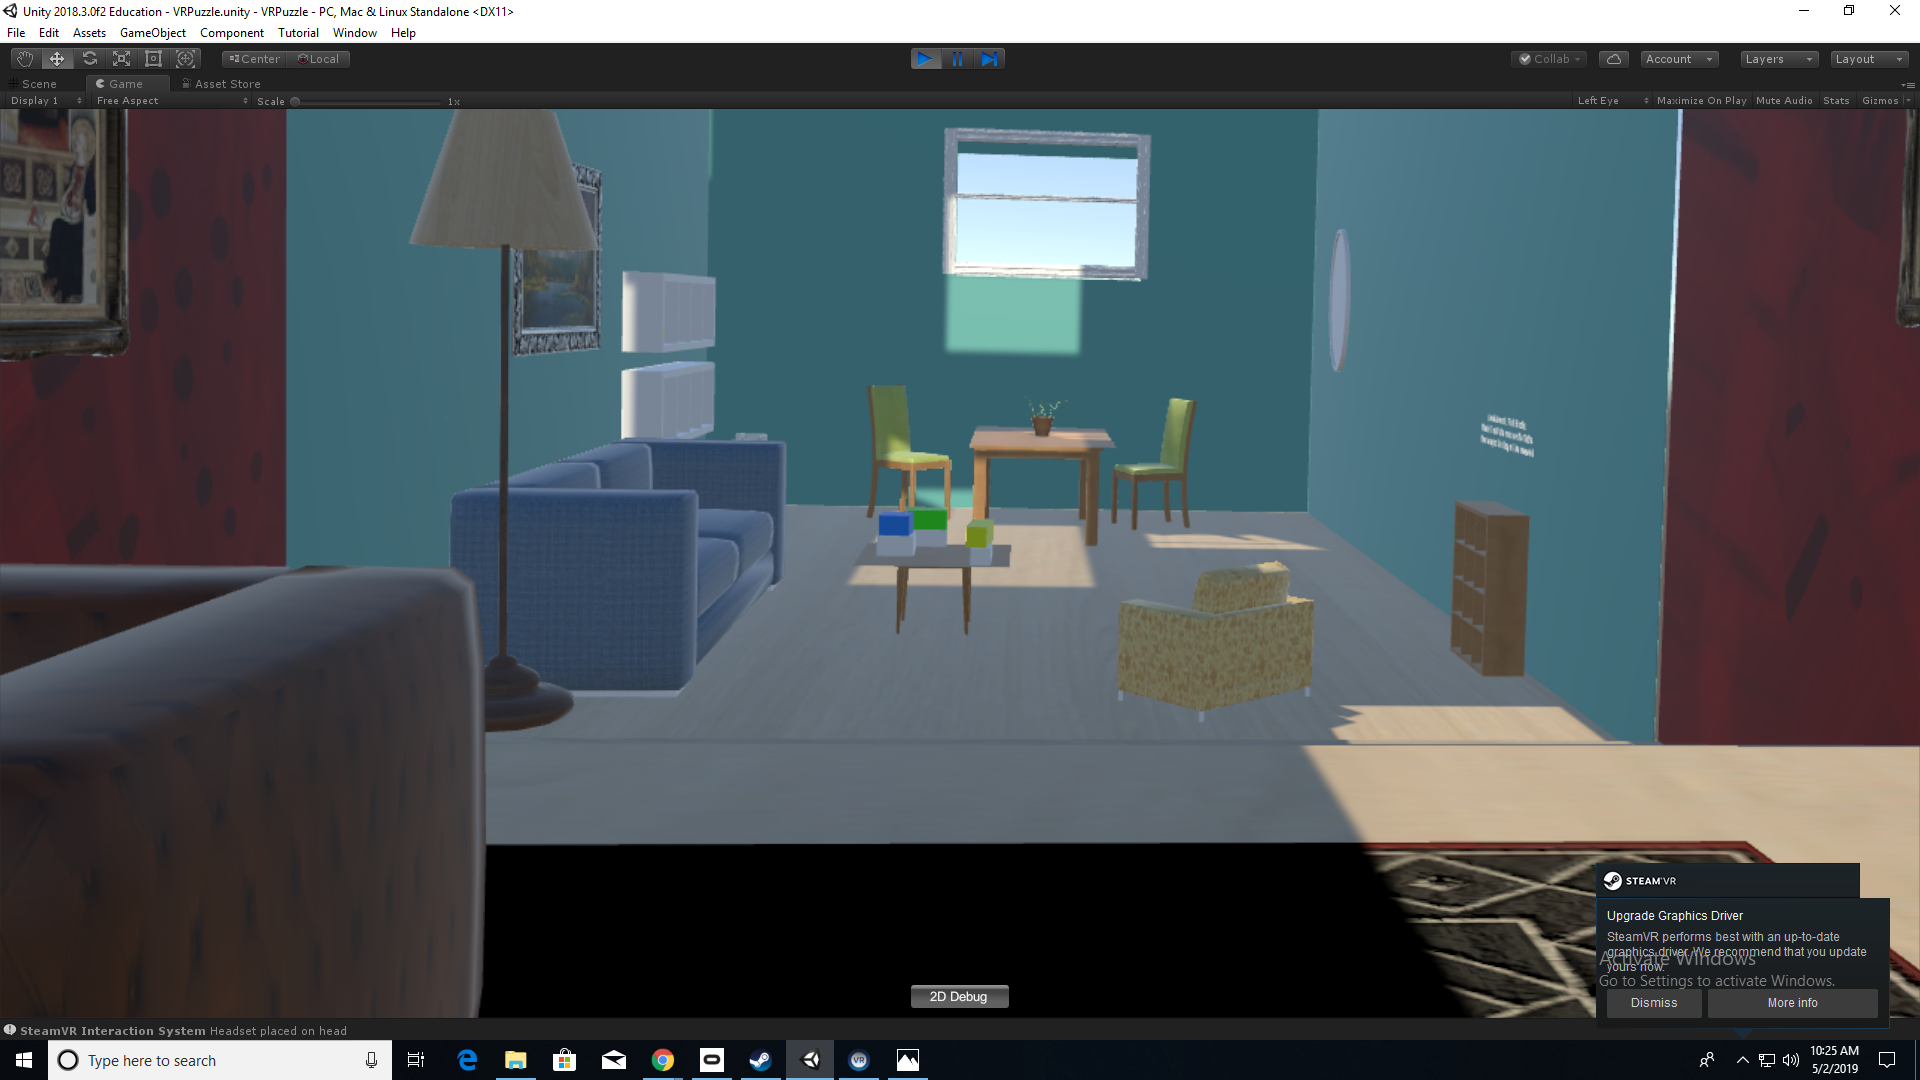 Unity 2018.3.0f2 Education - VRPuzzle.unity - VRPuzzle - PC, Mac & Linux Standalone <DX11>
File Edit Assets GameObject Component Tutorial Window Help
Center Local Collab Account Layers Layout
Scene Game Asset Store
Display 1 Free Aspect Scale 1x Left Eye Maximize On Play Mute Audio Stats Gizmos
STEAMVR
Upgrade Graphics Driver
SteamVR performs best with an up-to-date
graphics driver. We recommend that you update
yours now.
Activate Windows
Go to Settings to activate Windows.
Dismiss More info
2D Debug
SteamVR Interaction System Headset placed on head
Type here to search
10:25 AM
5/2/2019